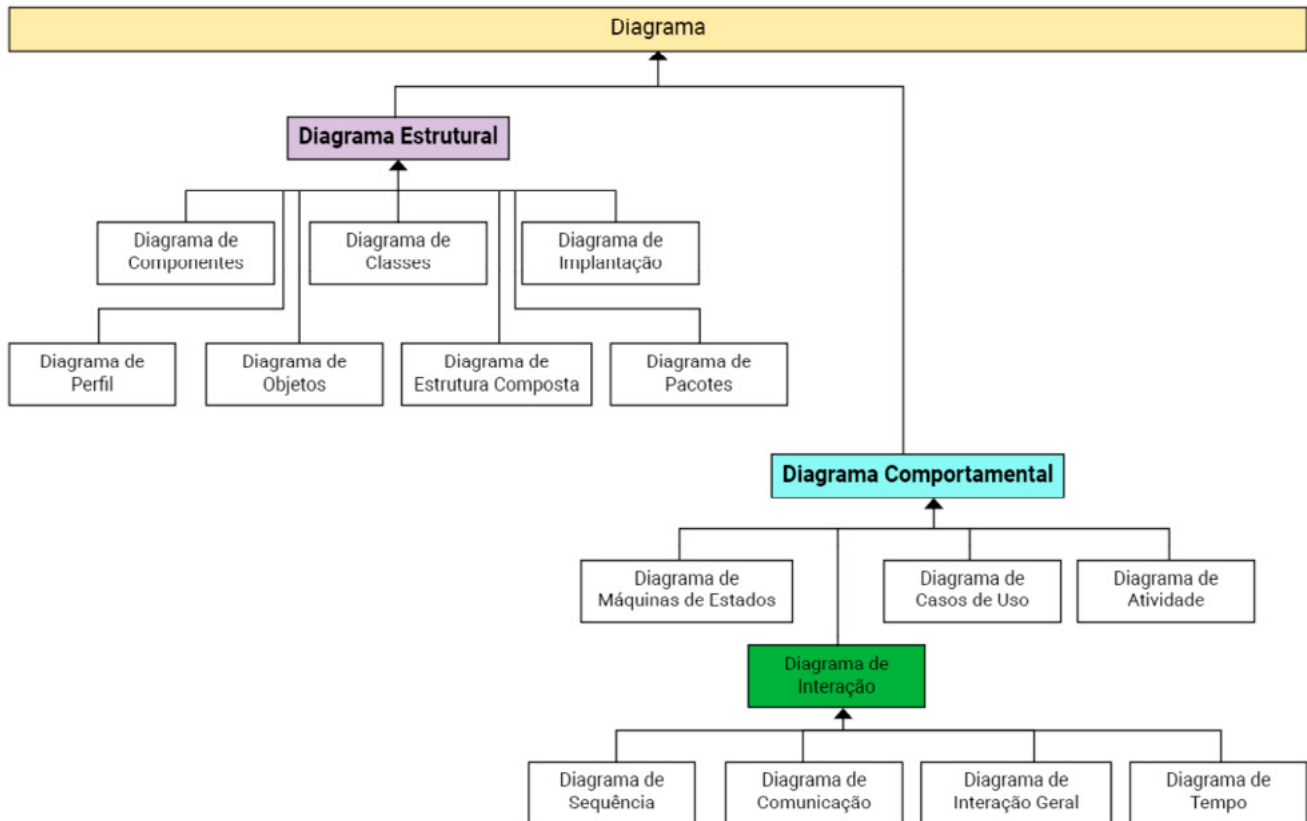 Diagrama
Diagrama Estrutural
Diagrama de
Componentes
Diagrama de
Classes
Diagrama de
Implantação
Diagrama de
Perfil
Diagrama de
Objetos
Diagrama de
Estrutura Composta
Diagrama de
Pacotes
Diagrama Comportamental
Diagrama de
Máquinas de Estados
Diagrama de
Casos de Uso
Diagrama de
Atividade
Diagrama de
Interação
Diagrama de
Sequência
Diagrama de
Comunicação
Diagrama de
Interação Geral
Diagrama de
Tempo